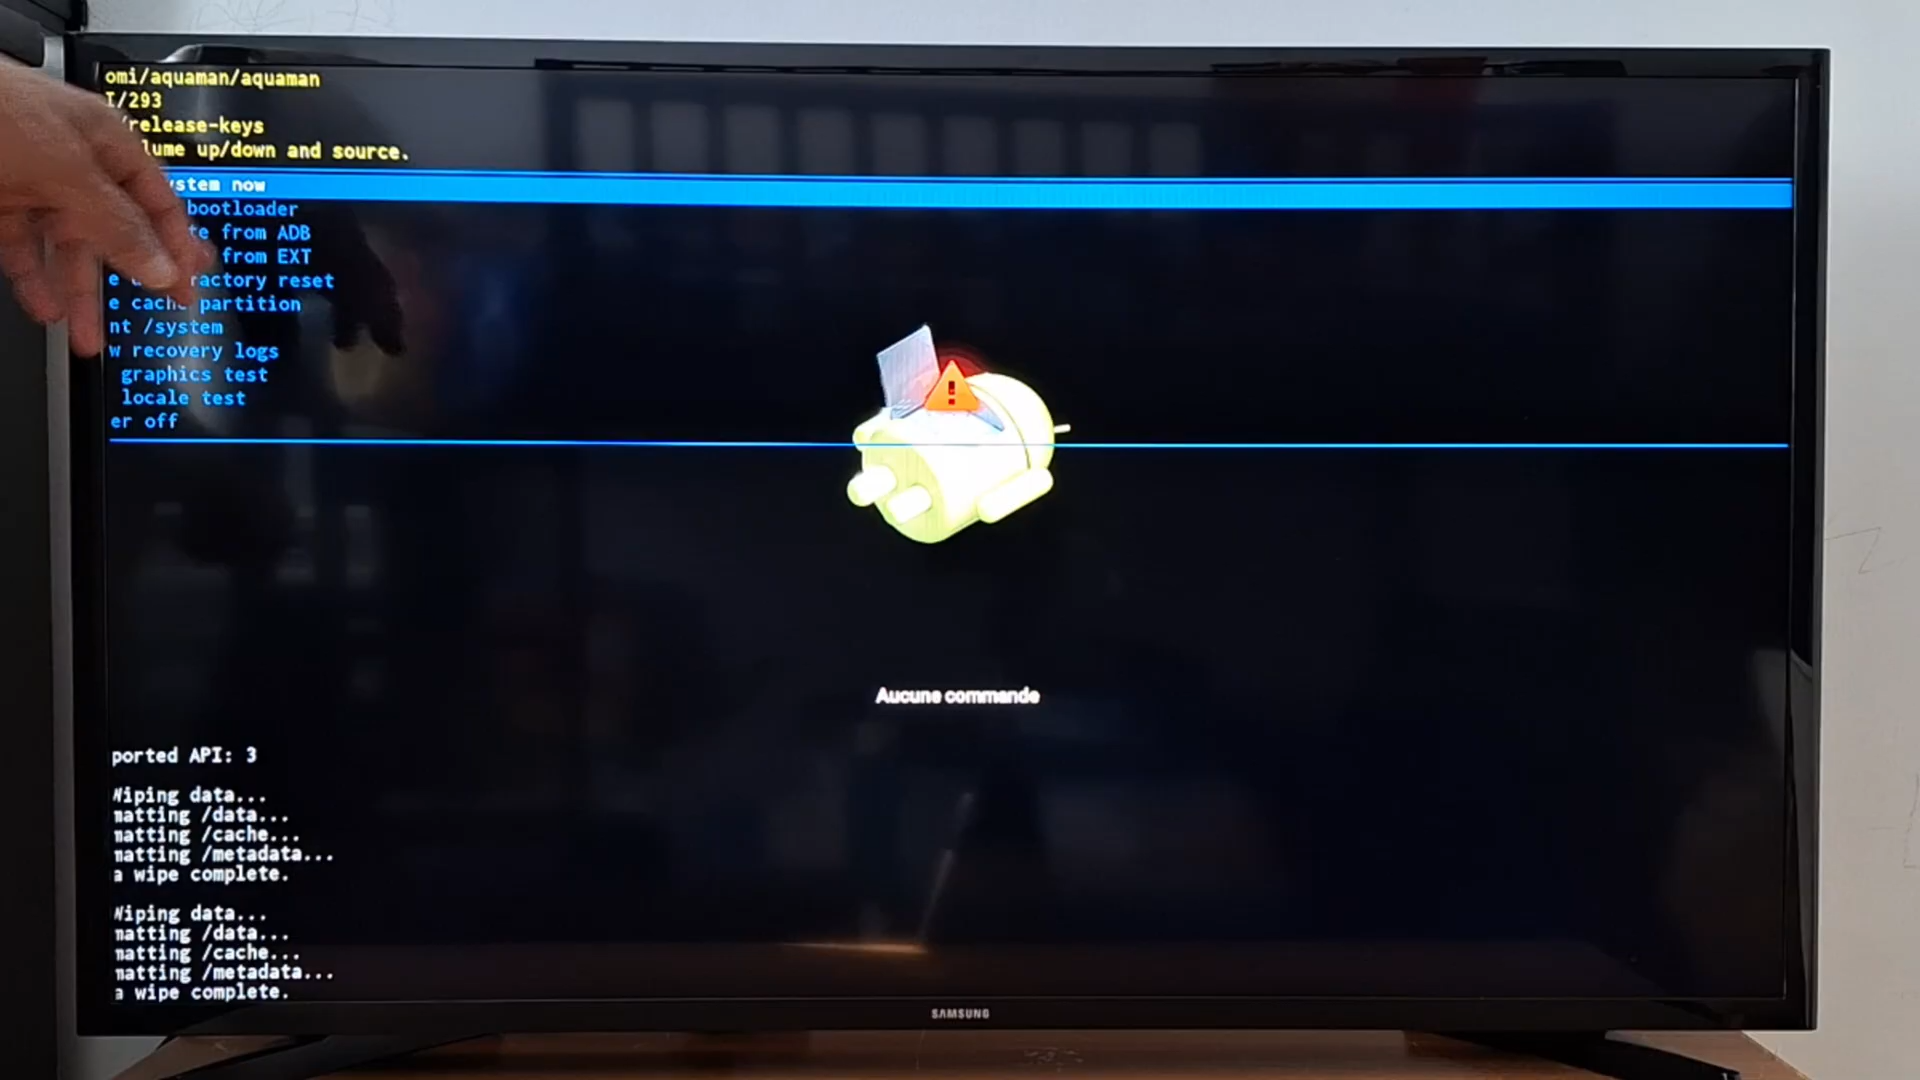 omi/aquaman/aquaman
I/293
/release-keys
lume up/down and source.
stem now
bootloader
te from ADB
from EXT
e factory reset
e cache partition
nt /system
w recovery logs
graphics test
locale test
er off
Aucune commande
ported API: 3
Wiping data...
matting /data...
matting /cache...
matting /metadata...
a wipe complete.
Wiping data...
matting /data...
matting /cache...
matting /metadata...
a wipe complete.
SAMSUNG